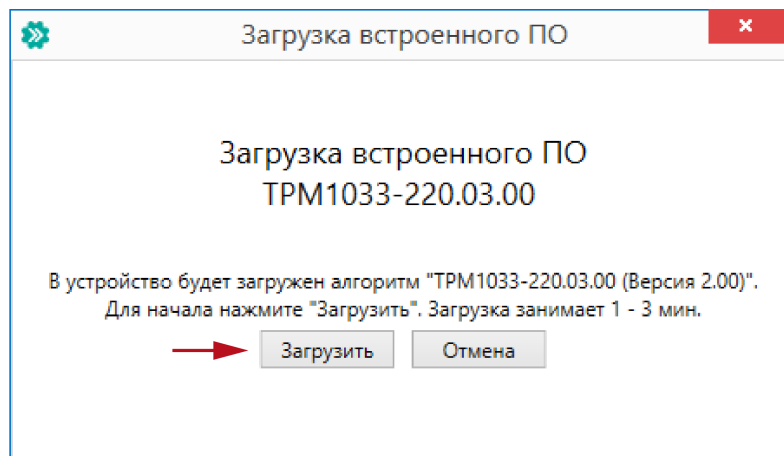 Загрузка встроенного ПО
Загрузка встроенного ПО
ТРМ1033-220.03.00
В устройство будет загружен алгоритм "ТРМ1033-220.03.00 (Версия 2.00)".
Для начала нажмите "Загрузить". Загрузка занимает 1 - 3 мин.
Загрузить Отмена